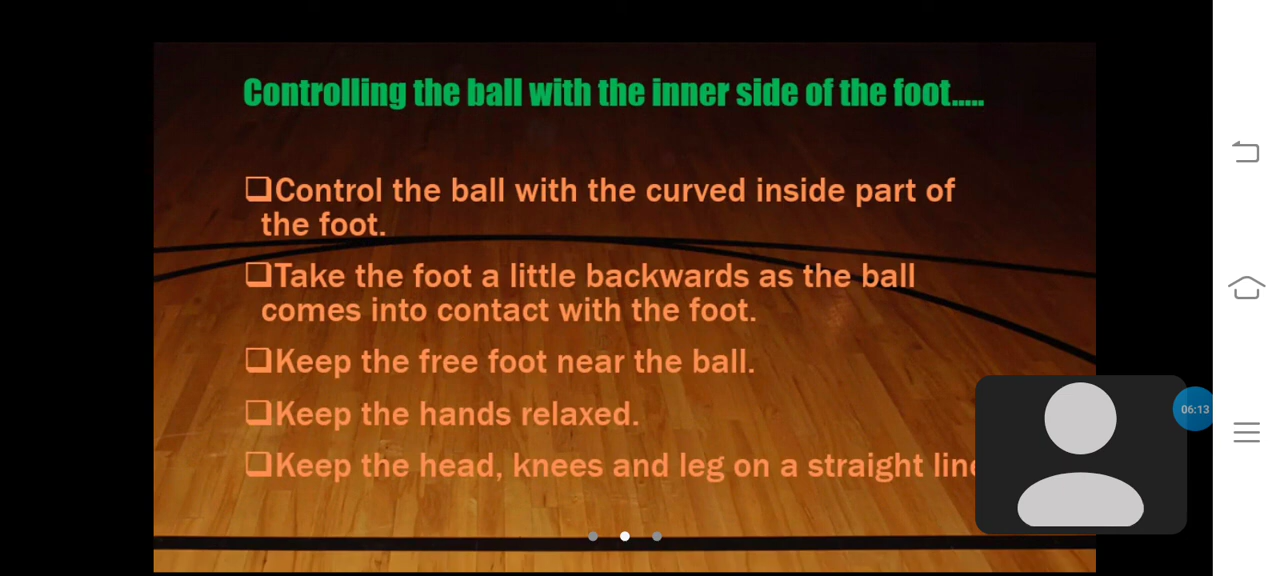 Controlling the ball with the inner side of the foot.....
❑Control the ball with the curved inside part of
the foot.
❑Take the foot a little backwards as the ball
comes into contact with the foot.
❑Keep the free foot near the ball.
❑Keep the hands relaxed.
❑Keep the head, knees and leg on a straight
06:13